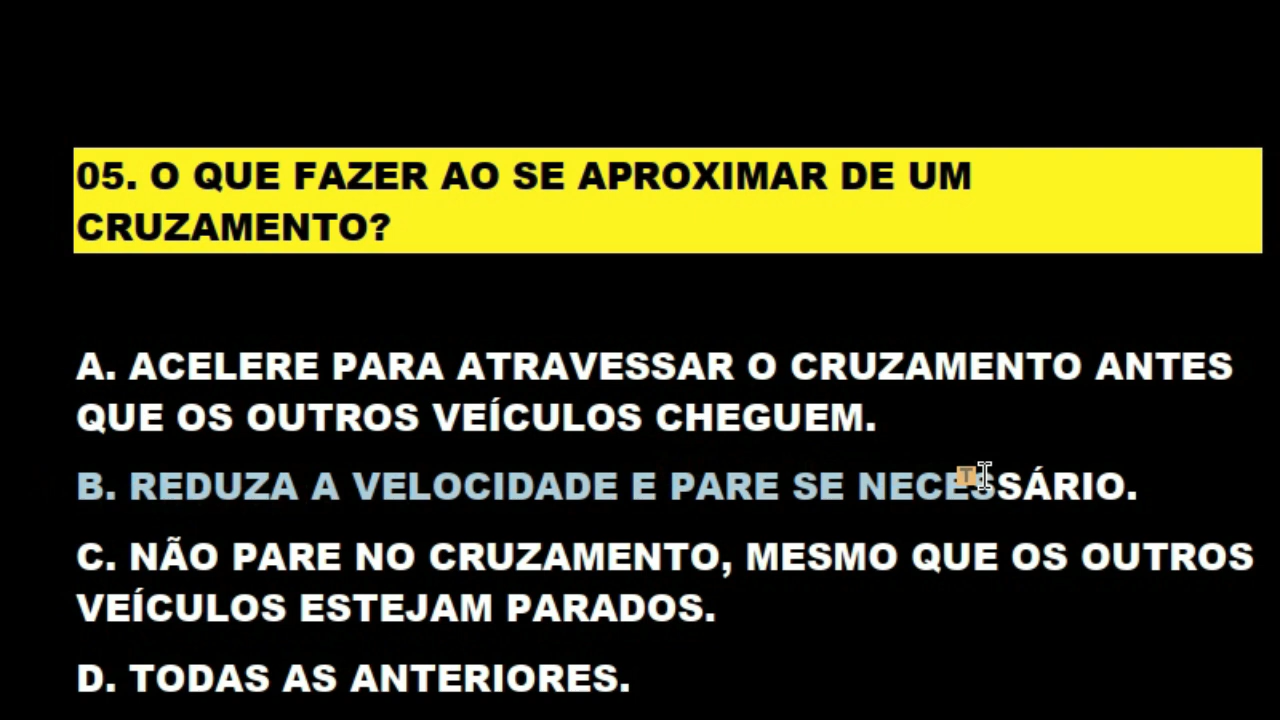 05. O QUE FAZER AO SE APROXIMAR DE UM
CRUZAMENTO?
A. ACELERE PARA ATRAVESSAR O CRUZAMENTO ANTES
QUE OS OUTROS VEÍCULOS CHEGUEM.
B. REDUZA A VELOCIDADE E PARE SE NECESSÁRIO.
C. NÃO PARE NO CRUZAMENTO, MESMO QUE OS OUTROS
VEÍCULOS ESTEJAM PARADOS.
D. TODAS AS ANTERIORES.